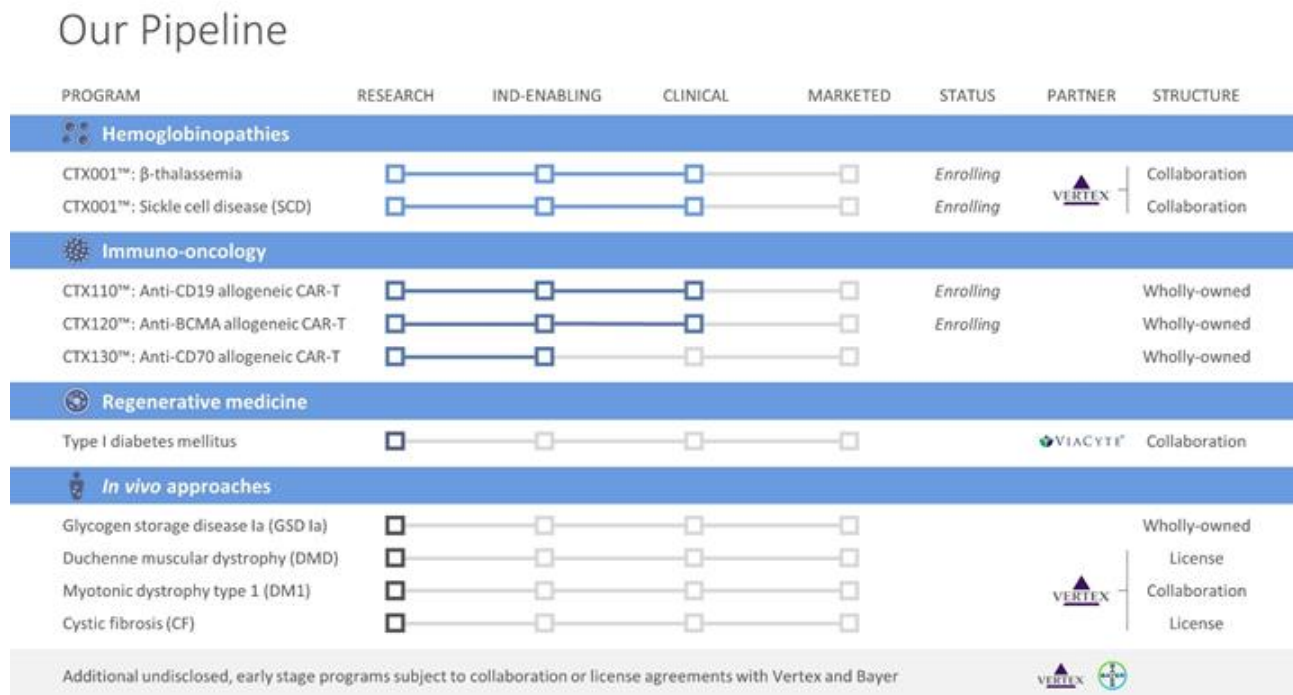 Our Pipeline
PROGRAM RESEARCH IND-ENABLING CLINICAL MARKETED STATUS PARTNER STRUCTURE
Hemoglobinopathies
CTX001™: β-thalassemia Enrolling Collaboration
VERTEX
CTX001™: Sickle cell disease (SCD) Enrolling Collaboration
Immuno-oncology
CTX110™: Anti-CD19 allogeneic CAR-T Enrolling Wholly-owned
CTX120™: Anti-BCMA allogeneic CAR-T Enrolling Wholly-owned
CTX130™: Anti-CD70 allogeneic CAR-T Wholly-owned
Regenerative medicine
Type I diabetes mellitus VIACYTE® Collaboration
In vivo approaches
Glycogen storage disease Ia (GSD Ia) Wholly-owned
Duchenne muscular dystrophy (DMD) License
Myotonic dystrophy type 1 (DM1) VERTEX Collaboration
Cystic fibrosis (CF) License
Additional undisclosed, early stage programs subject to collaboration or license agreements with Vertex and Bayer VERTEX BAYER